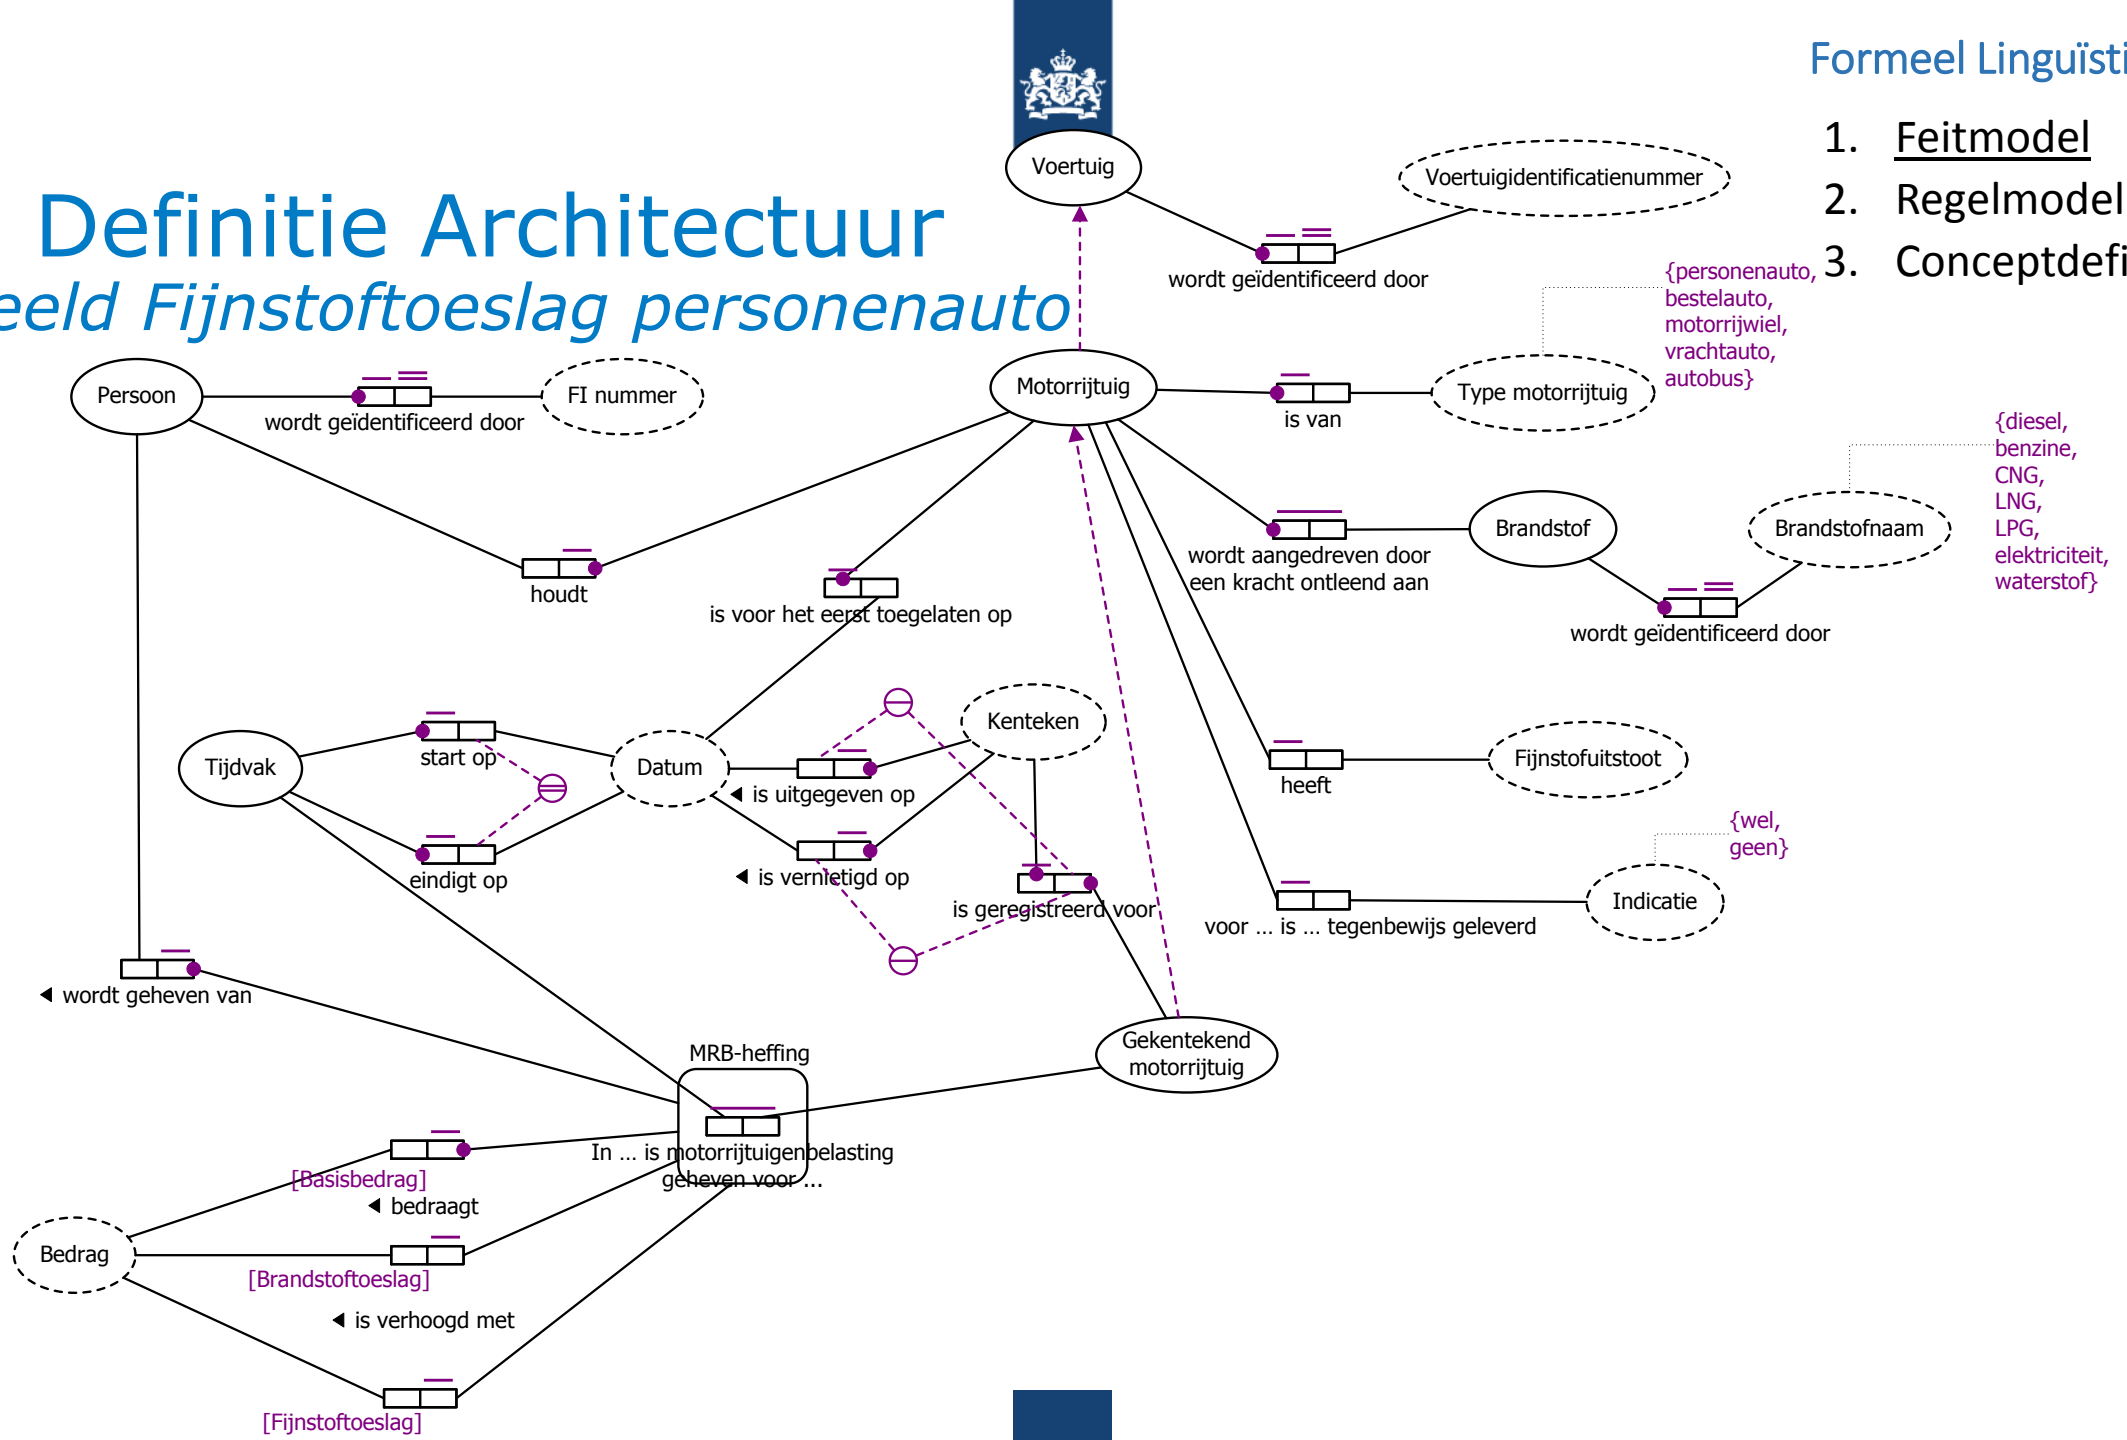 Formeel Linguïsti
1. Feitmodel
2. Regelmodel
3. Conceptdefi
Definitie Architectuur
eeld Fijnstoftoeslag personenauto
Voertuig
Voertuigidentificatienummer
wordt geïdentificeerd door
{personenauto,
bestelauto,
motorrijwiel,
vrachtauto,
autobus}
Persoon
wordt geïdentificeerd door
FI nummer
Motorrijtuig
is van
Type motorrijtuig
{diesel,
benzine,
CNG,
LNG,
LPG,
elektriciteit,
waterstof}
houdt
is voor het eerst toegelaten op
wordt aangedreven door
een kracht ontleend aan
Brandstof
Brandstofnaam
wordt geïdentificeerd door
Tijdvak
start op
eindigt op
Datum
◄ is uitgegeven op
◄ is vernietigd op
Kenteken
is geregistreerd voor
heeft
Fijnstofuitstoot
{wel,
geen}
voor ... is ... tegenbewijs geleverd
Indicatie
◄ wordt geheven van
MRB-heffing
Gekentekend
motorrijtuig
In ... is motorrijtuigenbelasting
geheven voor ...
[Basisbedrag]
◄ bedraagt
Bedrag
[Brandstoftoeslag]
◄ is verhoogd met
[Fijnstoftoeslag]